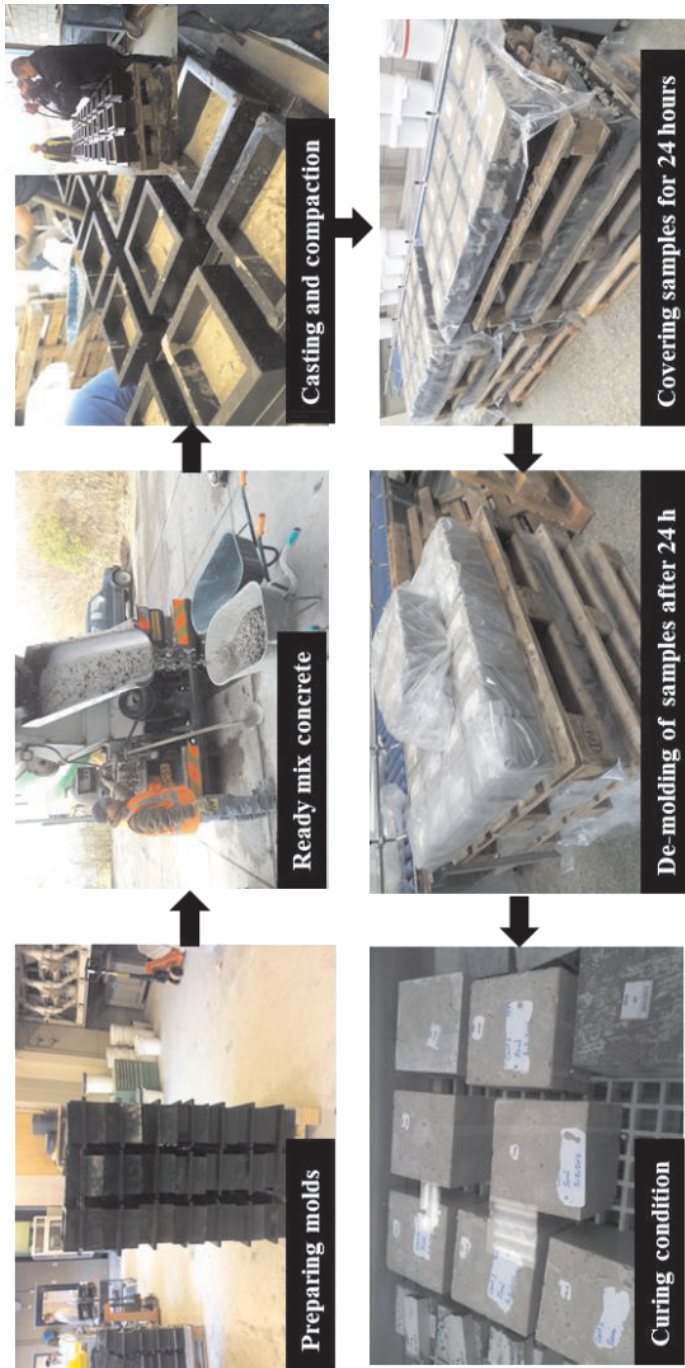 Preparing molds
Ready mix concrete
Casting and compaction
Covering samples for 24 hours
De-molding of samples after 24 h
Curing condition